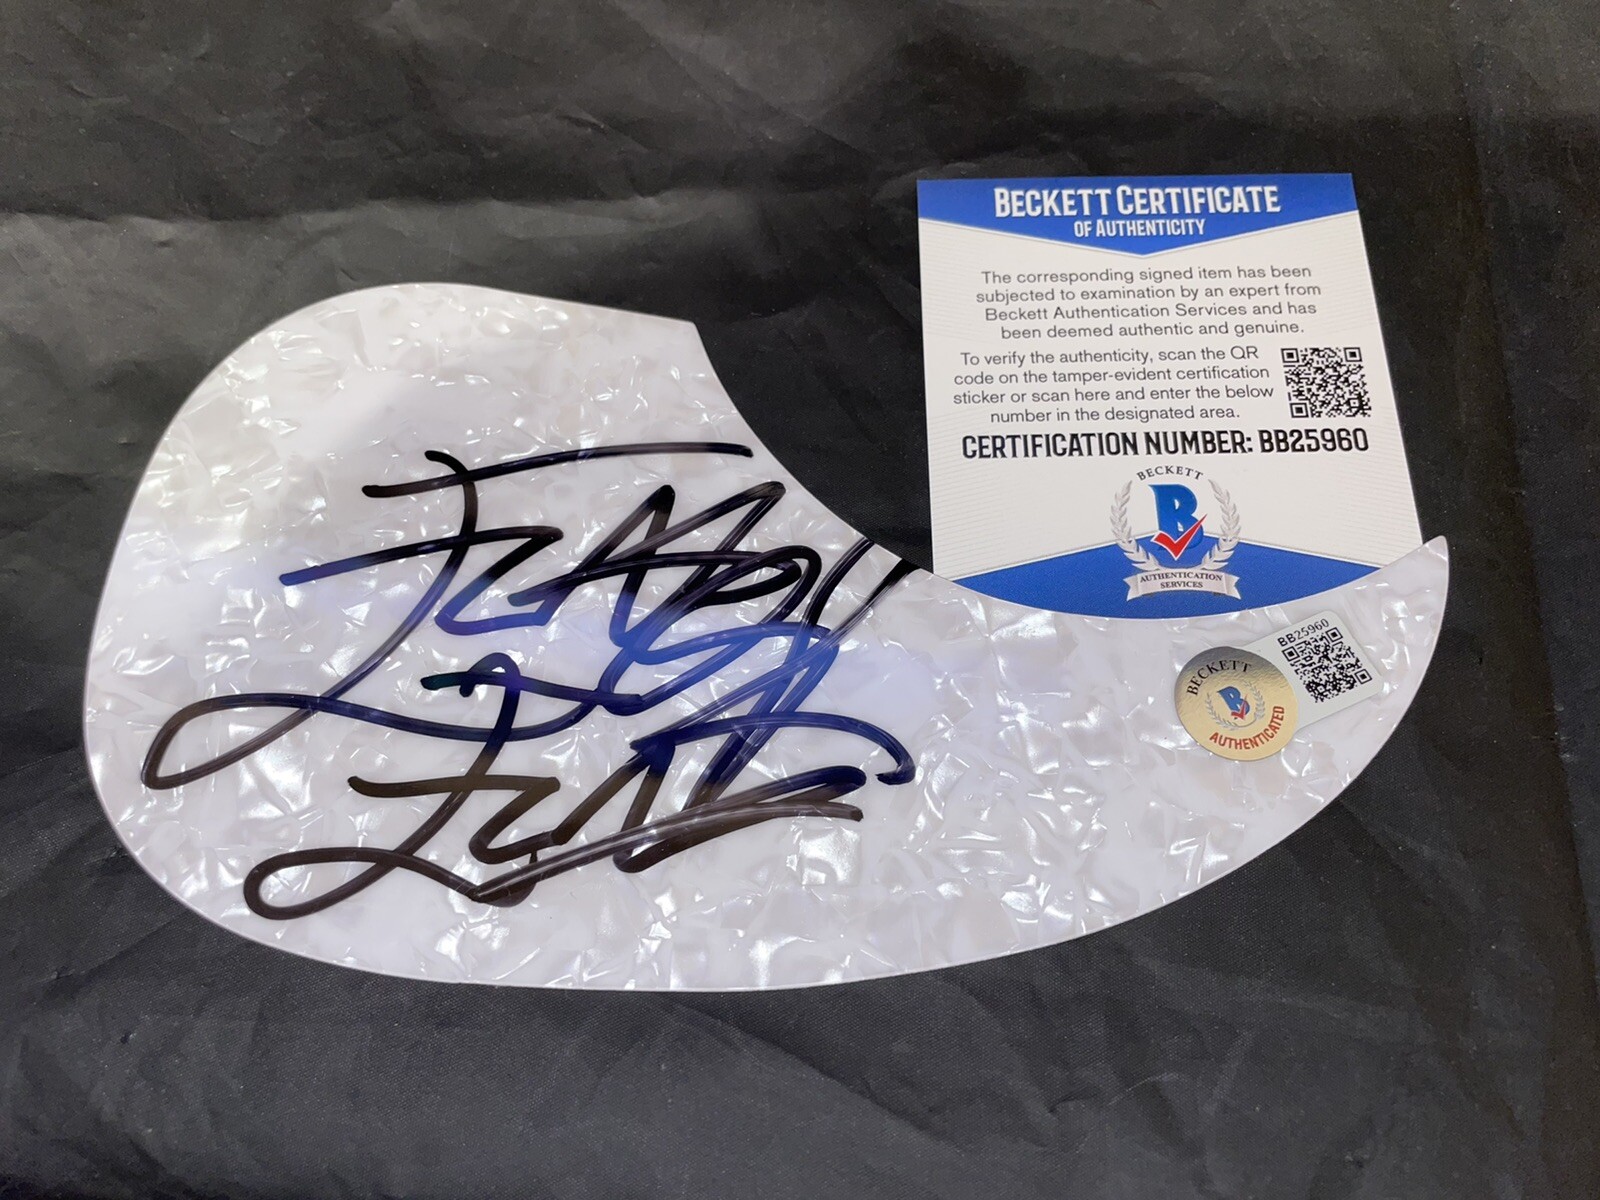 BECKETT CERTIFICATE
OF AUTHENTICITY
The corresponding signed item has been
subjected to examination by an expert from
Beckett Authentication Services and has
been deemed authentic and genuine.
To verify the authenticity, scan the QR
code on the tamper-evident certification
sticker or scan here and enter the below
number in the designated area.
CERTIFICATION NUMBER: BB25960
BECKETT
B
AUTHENTICATION
SERVICES
BB25960
BECKETT
B
AUTHENTICATED